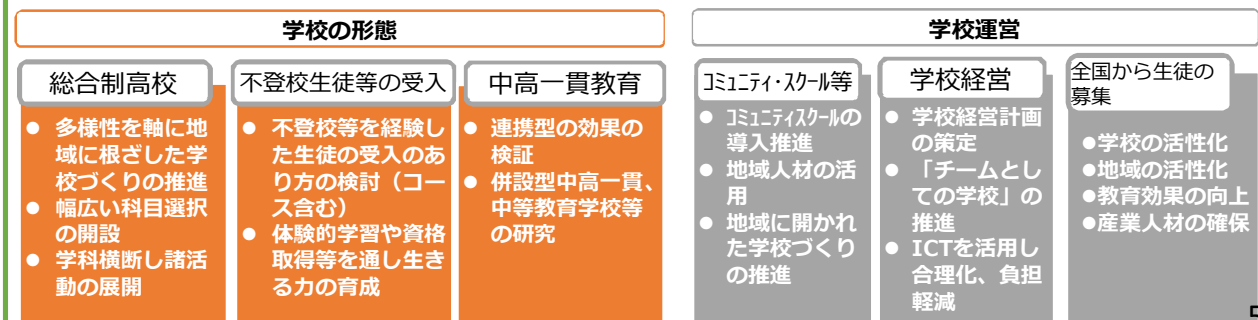 学校の形態
総合制高校
● 多様性を軸に地
域に根ざした学
校づくりの推進
● 幅広い科目選択
の開設
● 学科横断し諸活
動の展開
不登校生徒等の受入
● 不登校等を経験し
た生徒の受入のあ
り方の検討（コー
ス含む）
● 体験的学習や資格
取得等を通し生き
る力の育成
中高一貫教育
● 連携型の効果の
検証
● 併設型中高一貫、
中等教育学校等
の研究
学校運営
ｺﾐｭﾆﾃｨ・ｽｸｰﾙ等
● ｺﾐｭﾆﾃｨｽｸｰﾙの
導入推進
● 地域人材の活
用
● 地域に開かれ
た学校づくり
の推進
学校経営
● 学校経営計画
の策定
● 「チームとし
ての学校」の
推進
● ICTを活用し
合理化、負担
軽減
全国から生徒の
募集
●学校の活性化
●地域の活性化
●教育効果の向上
●産業人材の確保